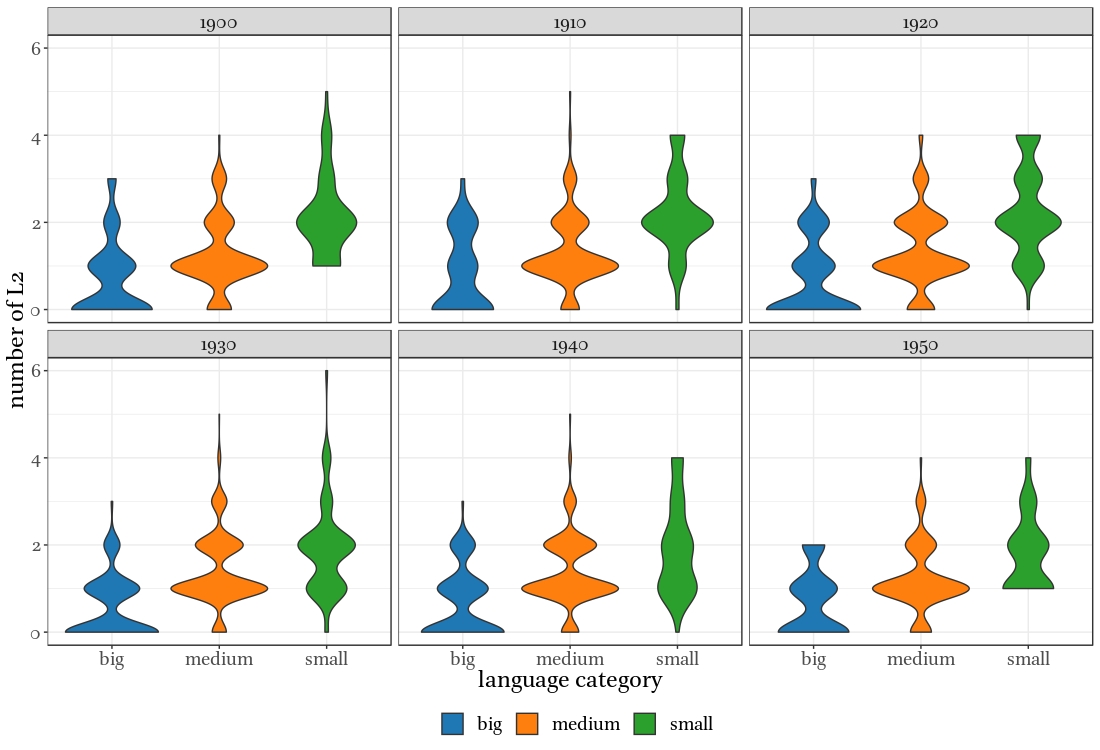 1900 1910 1920
6
4
2
0
1930 1940 1950
6
4
2
0
number of L2
big medium small big medium small big medium small
language category
big medium small